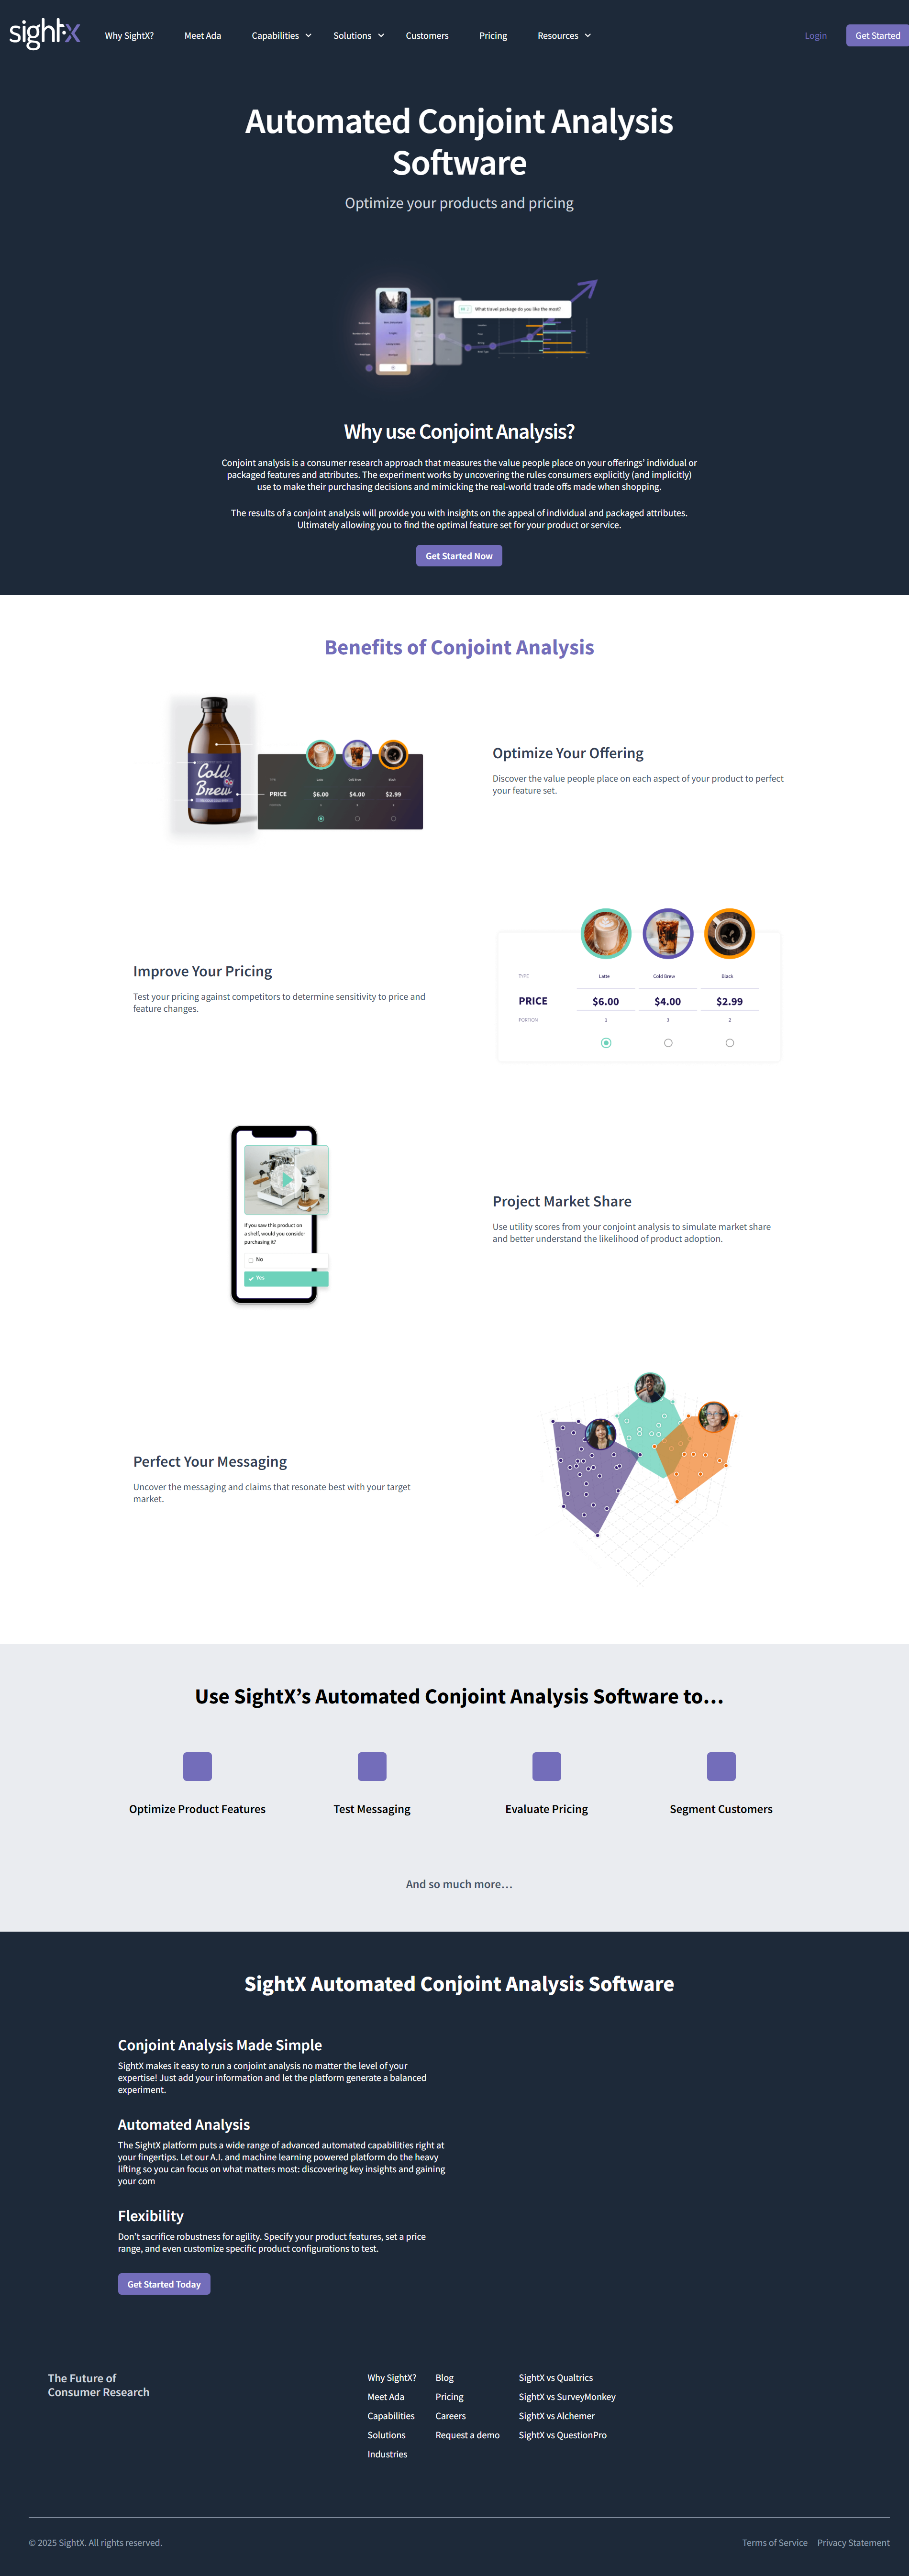 sightX
Why SightX?
Meet Ada
Capabilities
Solutions
Customers
Pricing
Resources
Login
Get Started
Automated Conjoint Analysis
Software
Optimize your products and pricing
What travel package do you like the most?
Why use Conjoint Analysis?
Conjoint analysis is a consumer research approach that measures the value people place on your offerings' individual or
packaged features and attributes. The experiment works by uncovering the rules consumers explicitly (and implicitly)
use to make their purchasing decisions and mimicking the real-world trade offs made when shopping.
The results of a conjoint analysis will provide you with insights on the appeal of individual and packaged attributes.
Ultimately allowing you to find the optimal feature set for your product or service.
Get Started Now
Benefits of Conjoint Analysis
Cold
Brew
Latte Cold Brew Black
PRICE $6.00 $4.00 $2.99
Optimize Your Offering
Discover the value people place on each aspect of your product to perfect
your feature set.
Improve Your Pricing
Test your pricing against competitors to determine sensitivity to price and
feature changes.
TYPE Latte Cold Brew Black
PRICE $6.00 $4.00 $2.99
PORTION 1 3 2
If you saw this product on
a shelf, would you consider
purchasing it?
No
Yes
Project Market Share
Use utility scores from your conjoint analysis to simulate market share
and better understand the likelihood of product adoption.
Perfect Your Messaging
Uncover the messaging and claims that resonate best with your target
market.
Use SightX’s Automated Conjoint Analysis Software to…
Optimize Product Features
Test Messaging
Evaluate Pricing
Segment Customers
And so much more…
SightX Automated Conjoint Analysis Software
Conjoint Analysis Made Simple
SightX makes it easy to run a conjoint analysis no matter the level of your
expertise! Just add your information and let the platform generate a balanced
experiment.
Automated Analysis
The SightX platform puts a wide range of advanced automated capabilities right at
your fingertips. Let our A.I. and machine learning powered platform do the heavy
lifting so you can focus on what matters most: discovering key insights and gaining
your com
Flexibility
Don't sacrifice robustness for agility. Specify your product features, set a price
range, and even customize specific product configurations to test.
Get Started Today
The Future of
Consumer Research
Why SightX?
Meet Ada
Capabilities
Solutions
Industries
Blog
Pricing
Careers
Request a demo
SightX vs Qualtrics
SightX vs SurveyMonkey
SightX vs Alchemer
SightX vs QuestionPro
© 2025 SightX. All rights reserved.
Terms of Service
Privacy Statement